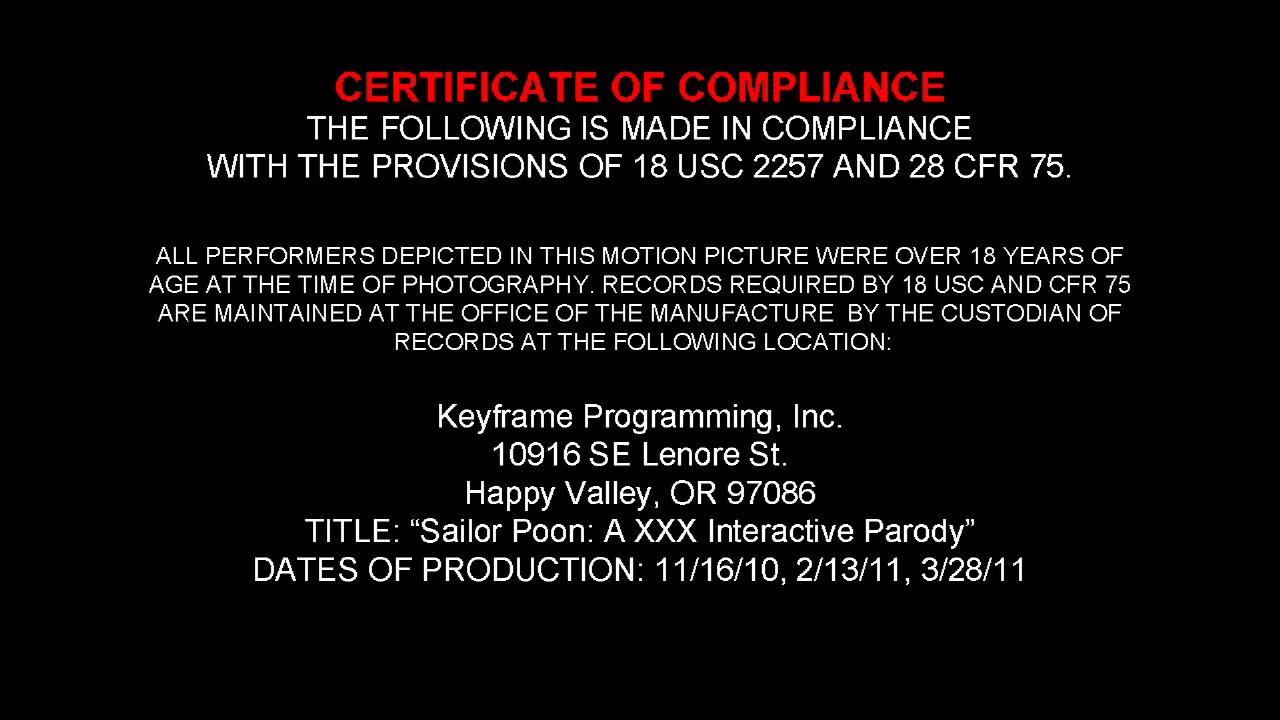 CERTIFICATE OF COMPLIANCE
THE FOLLOWING IS MADE IN COMPLIANCE
WITH THE PROVISIONS OF 18 USC 2257 AND 28 CFR 75.
ALL PERFORMERS DEPICTED IN THIS MOTION PICTURE WERE OVER 18 YEARS OF
AGE AT THE TIME OF PHOTOGRAPHY. RECORDS REQUIRED BY 18 USC AND CFR 75
ARE MAINTAINED AT THE OFFICE OF THE MANUFACTURE  BY THE CUSTODIAN OF
RECORDS AT THE FOLLOWING LOCATION:
Keyframe Programming, Inc.
10916 SE Lenore St.
Happy Valley, OR 97086
TITLE: “Sailor Poon: A XXX Interactive Parody”
DATES OF PRODUCTION: 11/16/10, 2/13/11, 3/28/11